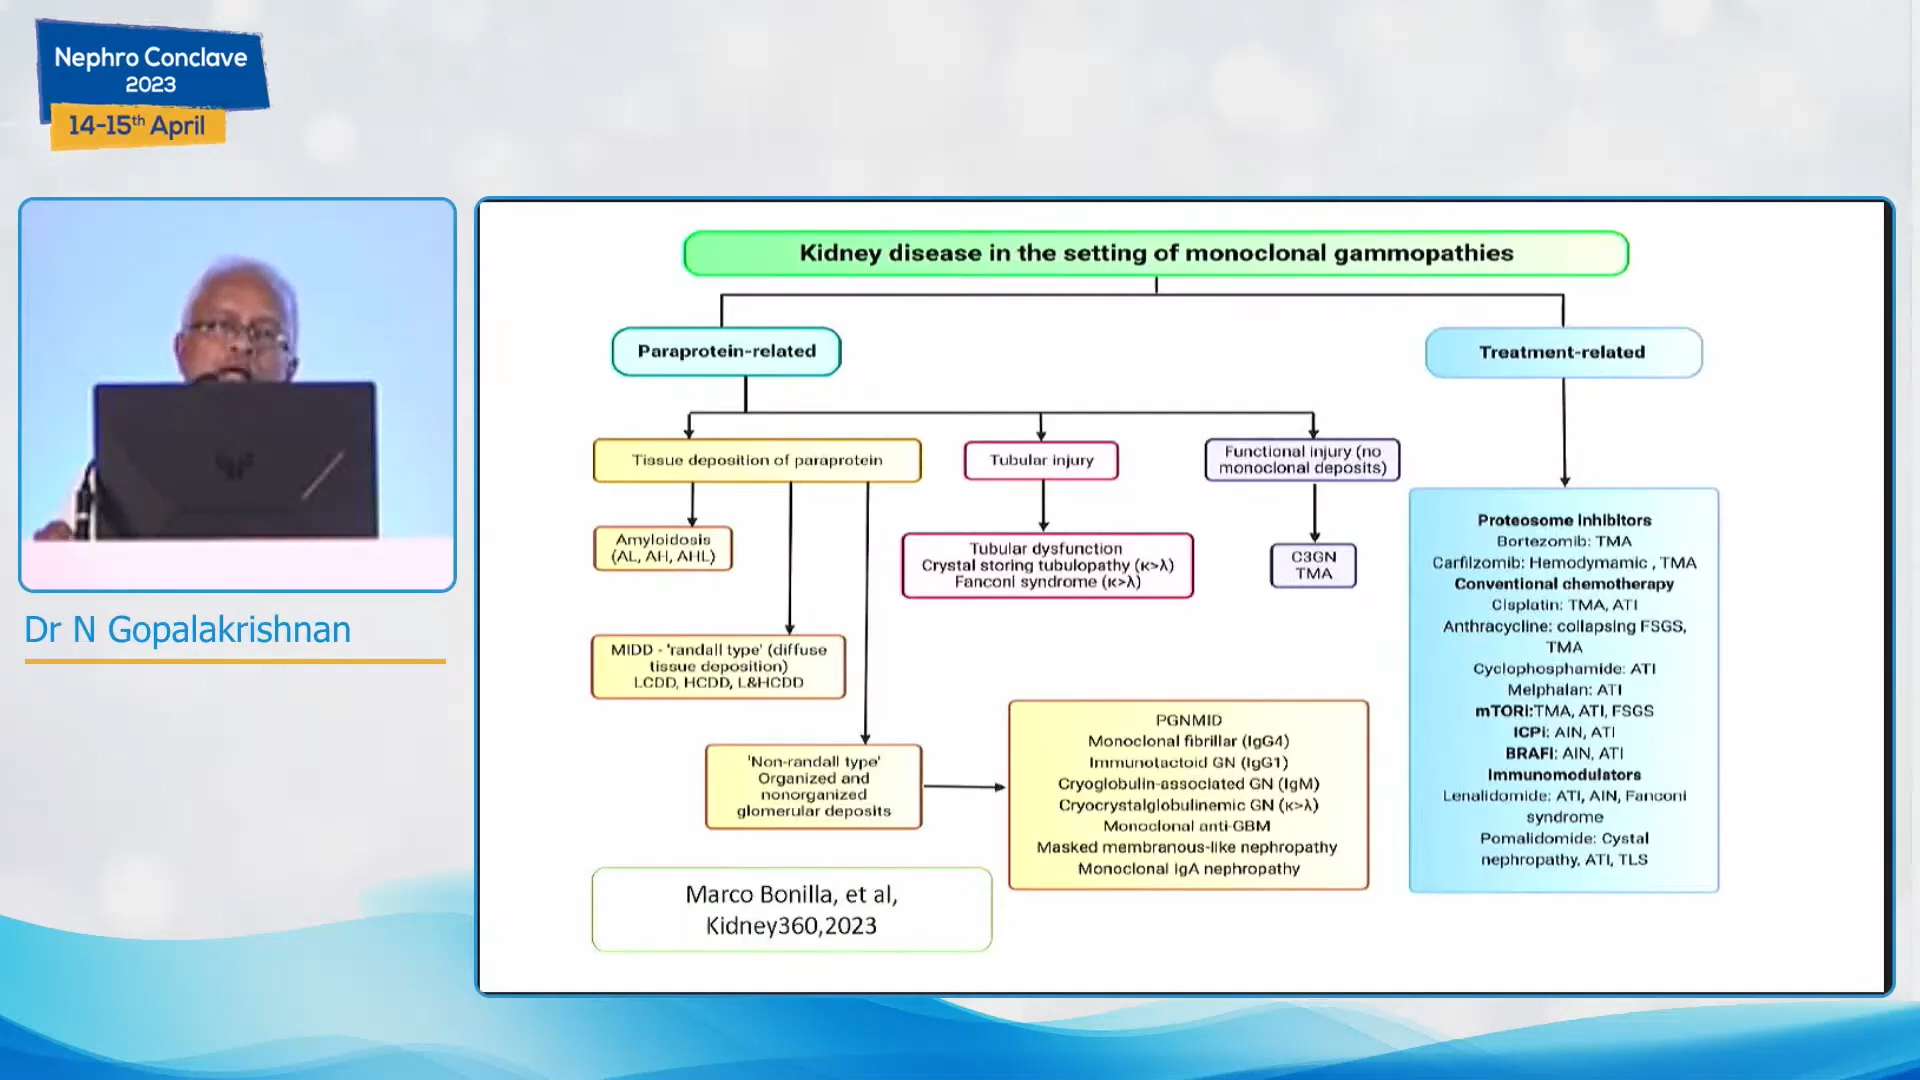 Nephro Conclave
2023
14-15th April
Dr N Gopalakrishnan
Kidney disease in the setting of monoclonal gammopathies
Paraprotein-related
Treatment-related
Tissue deposition of paraprotein
Tubular injury
Functional injury (no
monoclonal deposits)
Amyloidosis
(AL, AH, AHL)
Tubular dysfunction
Crystal storing tubulopathy (κ>λ)
Fanconi syndrome (κ>λ)
C3GN
TMA
MIDD - 'randall type' (diffuse
tissue deposition)
LCDD, HCDD, L&HCDD
'Non-randall type'
Organized and
nonorganized
glomerular deposits
PGNMID
Monoclonal fibrillar (IgG4)
Immunotactoid GN (IgG1)
Cryoglobulin-associated GN (IgM)
Cryocrystalglobulinemic GN (κ>λ)
Monoclonal anti-GBM
Masked membranous-like nephropathy
Monoclonal IgA nephropathy
Proteosome inhibitors
Bortezomib: TMA
Carfilzomib: Hemodymamic , TMA
Conventional chemotherapy
Cisplatin: TMA, ATI
Anthracycline: collapsing FSGS,
TMA
Cyclophosphamide: ATI
Melphalan: ATI
mTORi:TMA, ATI, FSGS
ICPi: AIN, ATI
BRAFi: AIN, ATI
Immunomodulators
Lenalidomide: ATI, AIN, Fanconi
syndrome
Pomalidomide: Cystal
nephropathy, ATI, TLS
Marco Bonilla, et al,
Kidney360,2023